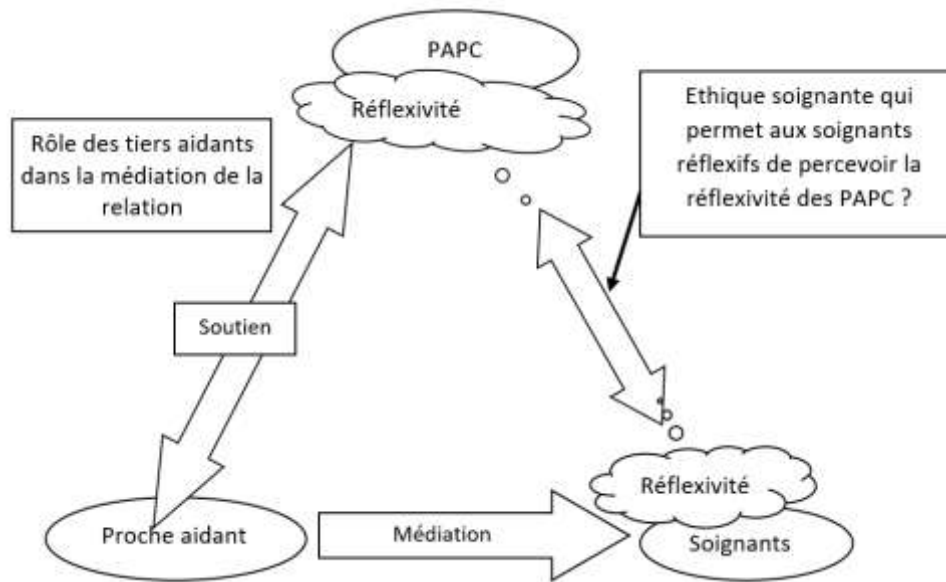 PAPC
Réflexivité
Rôle des tiers aidants
dans la médiation de la
relation
Ethique soignante qui
permet aux soignants
réflexifs de percevoir la
réflexivité des PAPC ?
Soutien
Réflexivité
Proche aidant
Médiation
Soignants